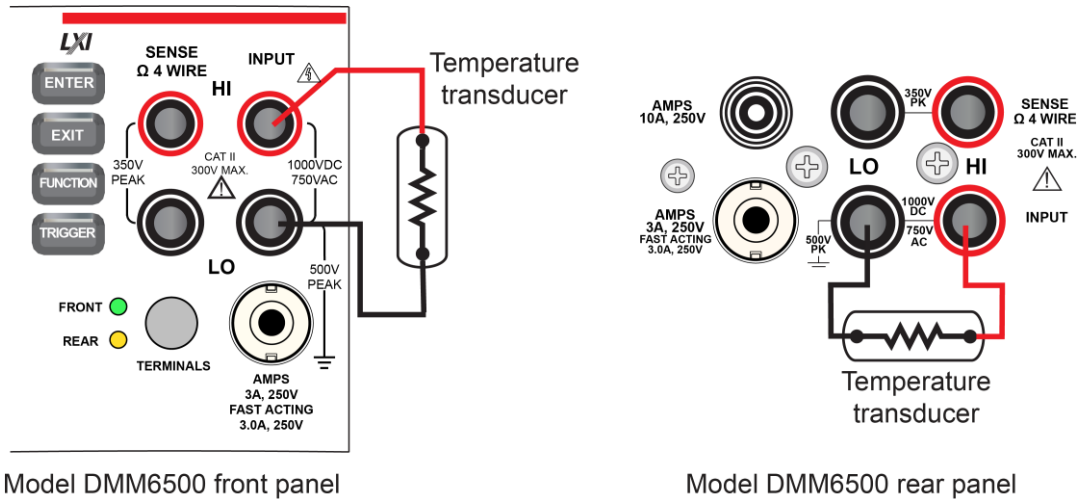 LXI
ENTER
EXIT
FUNCTION
TRIGGER
SENSE
Ω 4 WIRE
INPUT
HI
350V
PEAK
CAT II
300V MAX.
1000VDC
750VAC
LO
500V
PEAK
FRONT
REAR
TERMINALS
AMPS
3A, 250V
FAST ACTING
3.0A, 250V
Temperature
transducer
Model DMM6500 front panel
AMPS
10A, 250V
350V
PK
SENSE
Ω 4 WIRE
CAT II
300V MAX.
LO
HI
AMPS
3A, 250V
FAST ACTING
3.0A, 250V
500V
PK
1000V
DC
750V
AC
INPUT
Temperature
transducer
Model DMM6500 rear panel